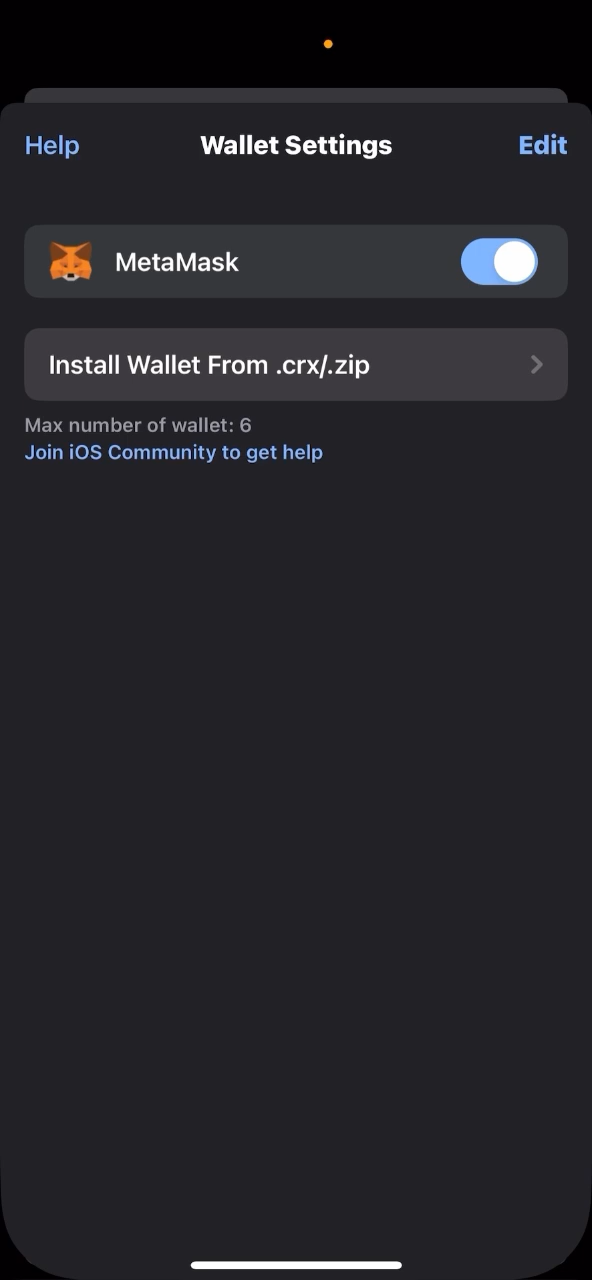 Help
Wallet Settings
Edit
MetaMask
Install Wallet From .crx/.zip
Max number of wallet: 6
Join iOS Community to get help